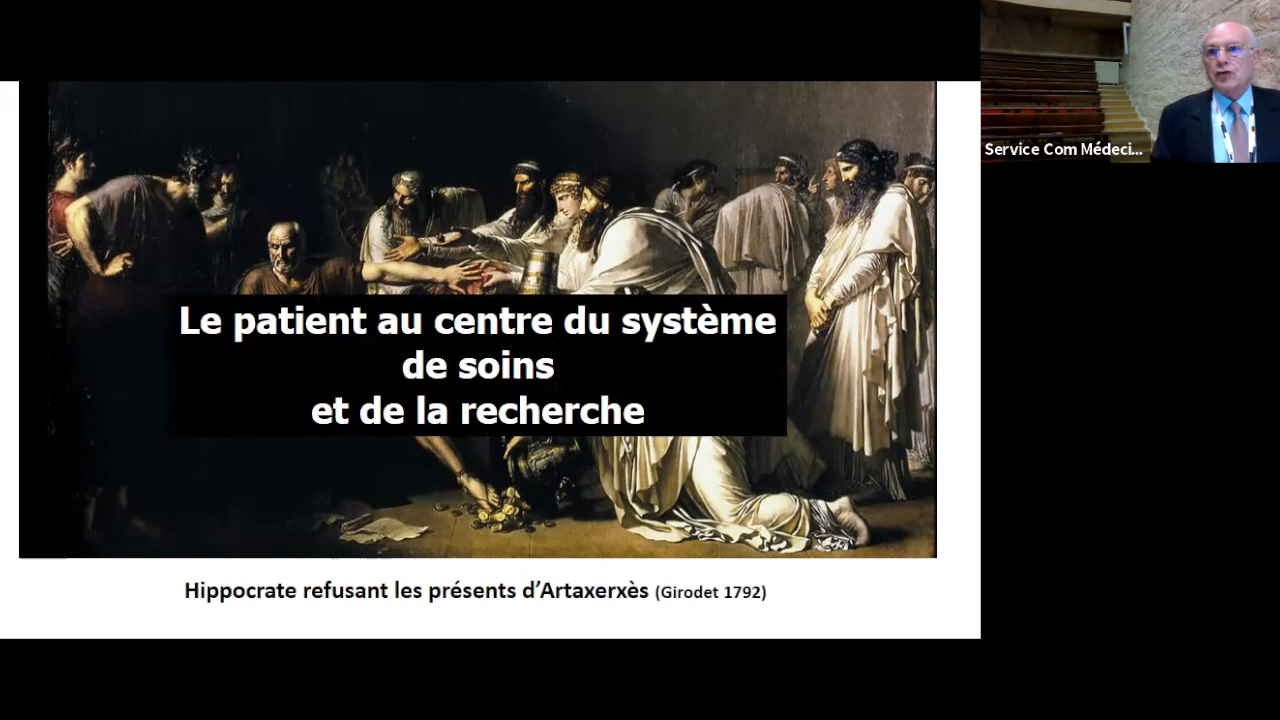 Service Com Médeci...
Le patient au centre du système
de soins
et de la recherche
Hippocrate refusant les présents d’Artaxerxès (Girodet 1792)